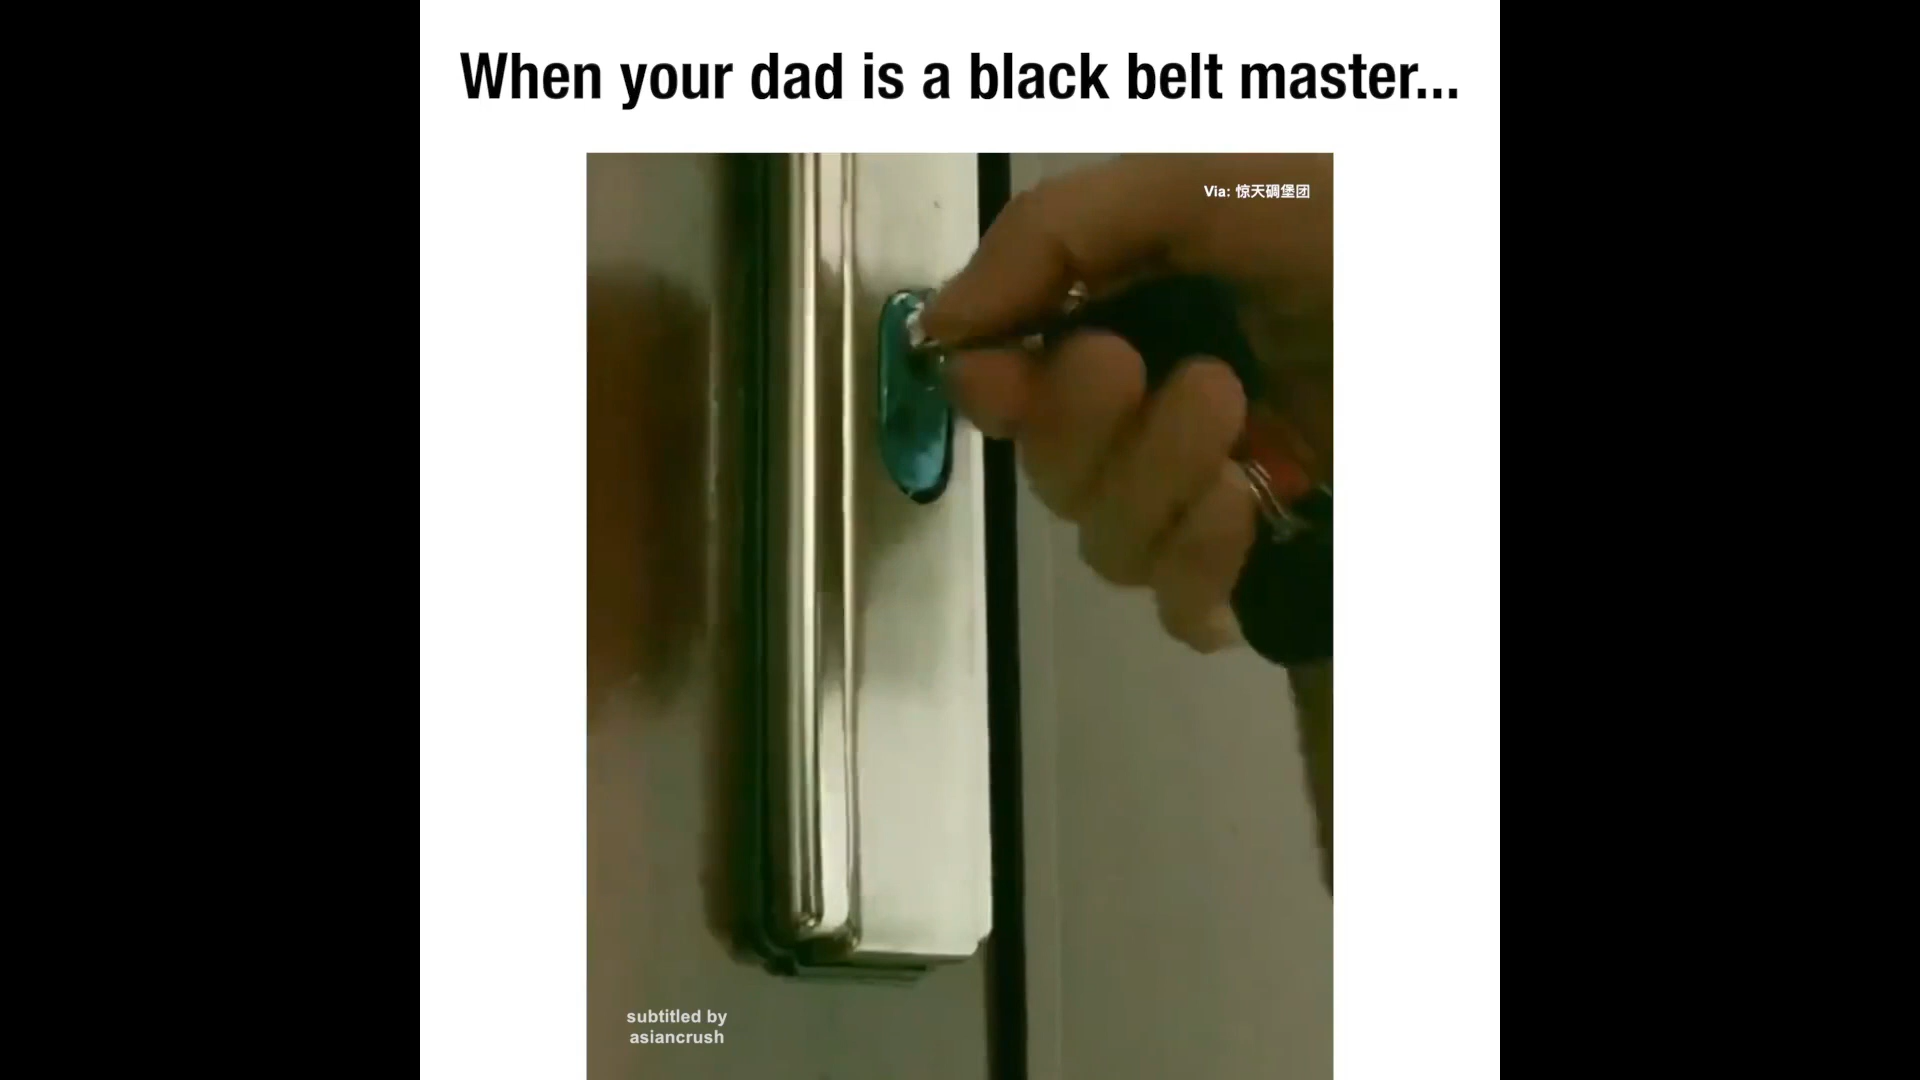 When your dad is a black belt master...
Via: 惊天碉堡团
subtitled by
asiancrush